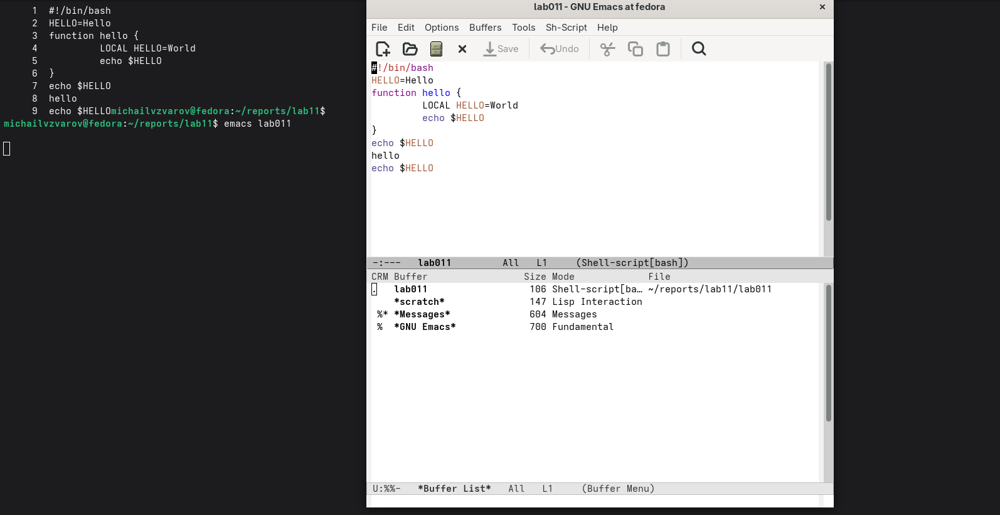 1 #!/bin/bash
2 HELLO=Hello
3 function hello {
4 LOCAL HELLO=World
5 echo $HELLO
6 }
7 echo $HELLO
8 hello
9 echo $HELLOmichailvzvarov@fedora:~/reports/lab11$
michailvzvarov@fedora:~/reports/lab11$ emacs lab011
lab011 - GNU Emacs at fedora
File Edit Options Buffers Tools Sh-Script Help
Save Undo
#!/bin/bash
HELLO=Hello
function hello {
LOCAL HELLO=World
echo $HELLO
}
echo $HELLO
hello
echo $HELLO
-:--- lab011 All L1 (Shell-script[bash])
CRM Buffer Size Mode File
. lab011 106 Shell-script[ba… ~/reports/lab11/lab011
*scratch* 147 Lisp Interaction
%* *Messages* 604 Messages
% *GNU Emacs* 700 Fundamental
U:%%- *Buffer List* All L1 (Buffer Menu)